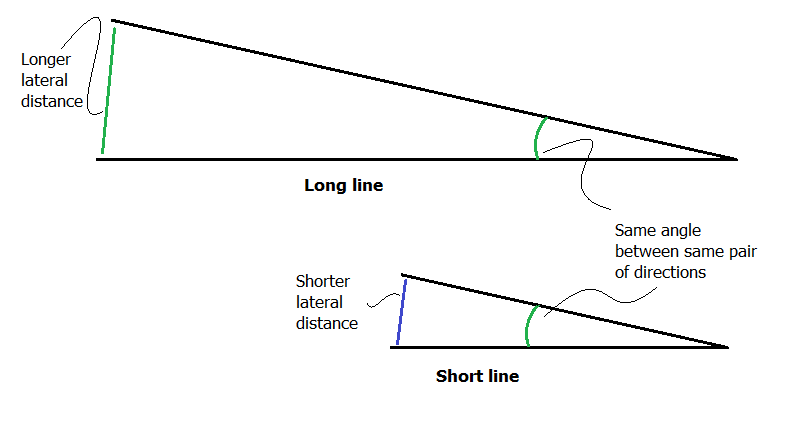 Longer
lateral
distance
Long line
Same angle
between same pair
of directions
Shorter
lateral
distance
Short line